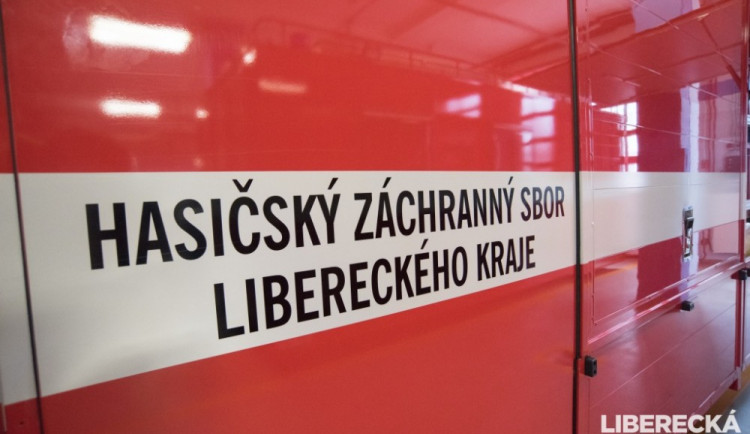 HASIČSKÝ ZÁCHRANNÝ SBOR
LIBERECKÉHO KRAJE
LIBERECKÁ